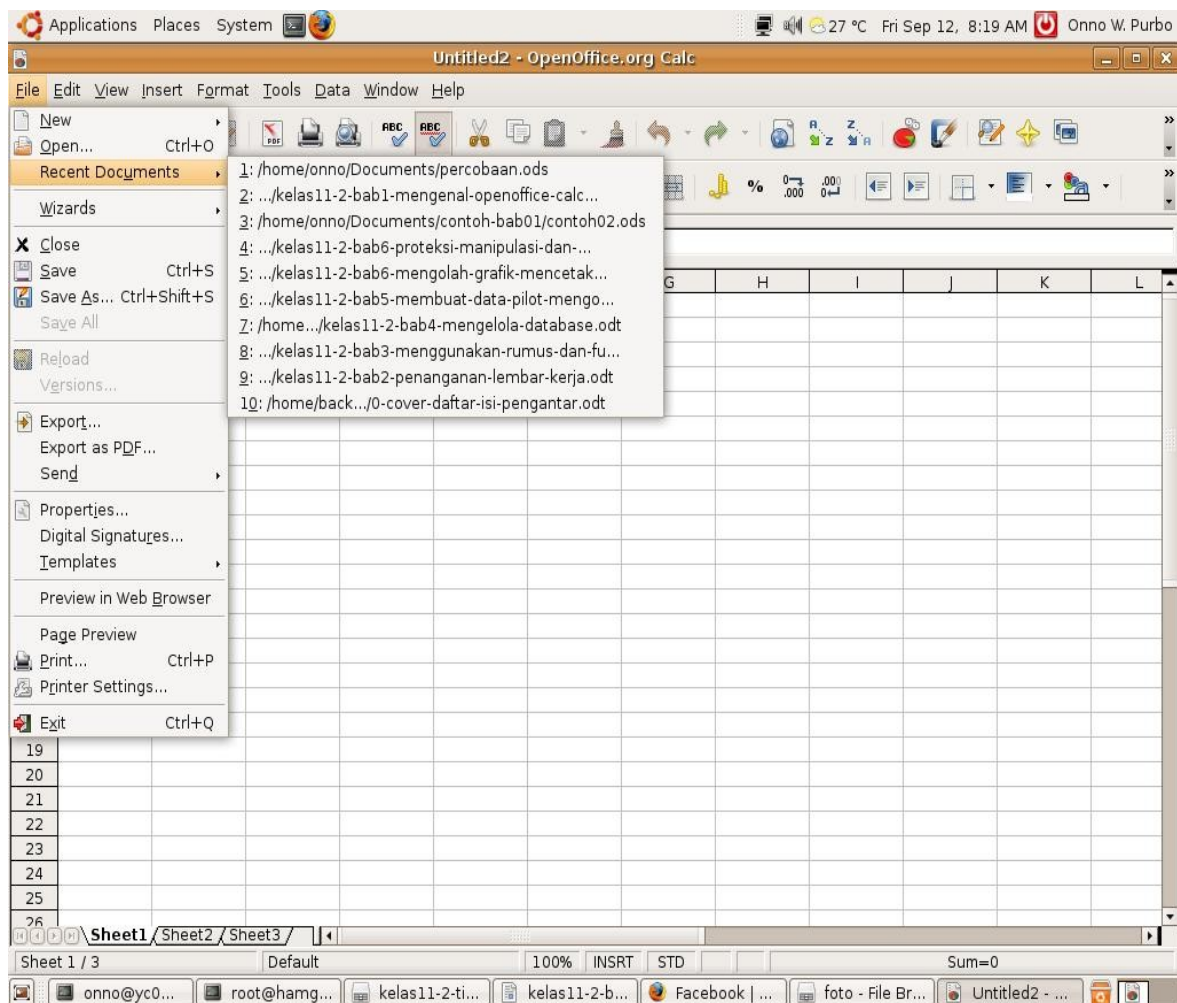 Applications Places System 27 °C Fri Sep 12, 8:19 AM Onno W. Purbo
Untitled2 - OpenOffice.org Calc
File Edit View Insert Format Tools Data Window Help
New
Open... Ctrl+O
Recent Documents
Wizards
Close
Save Ctrl+S
Save As... Ctrl+Shift+S
Save All
Reload
Versions...
Export...
Export as PDF...
Send
Properties...
Digital Signatures...
Templates
Preview in Web Browser
Page Preview
Print... Ctrl+P
Printer Settings...
Exit Ctrl+Q
1: /home/onno/Documents/percobaan.ods
2: .../kelas11-2-bab1-mengenal-openoffice-calc...
3: /home/onno/Documents/contoh-bab01/contoh02.ods
4: .../kelas11-2-bab6-proteksi-manipulasi-dan-...
5: .../kelas11-2-bab6-mengolah-grafik-mencetak...
6: .../kelas11-2-bab5-membuat-data-pilot-mengo...
7: /home.../kelas11-2-bab4-mengelola-database.odt
8: .../kelas11-2-bab3-menggunakan-rumus-dan-fu...
9: .../kelas11-2-bab2-penanganan-lembar-kerja.odt
10: /home/back.../0-cover-daftar-isi-pengantar.odt
G H I J K L
19
20
21
22
23
24
25
26
Sheet1 Sheet2 Sheet3
Sheet 1 / 3 Default 100% INSRT STD Sum=0
onno@yc0... root@hamg... kelas11-2-ti... kelas11-2-b... Facebook | ... foto - File Br... Untitled2 - ...